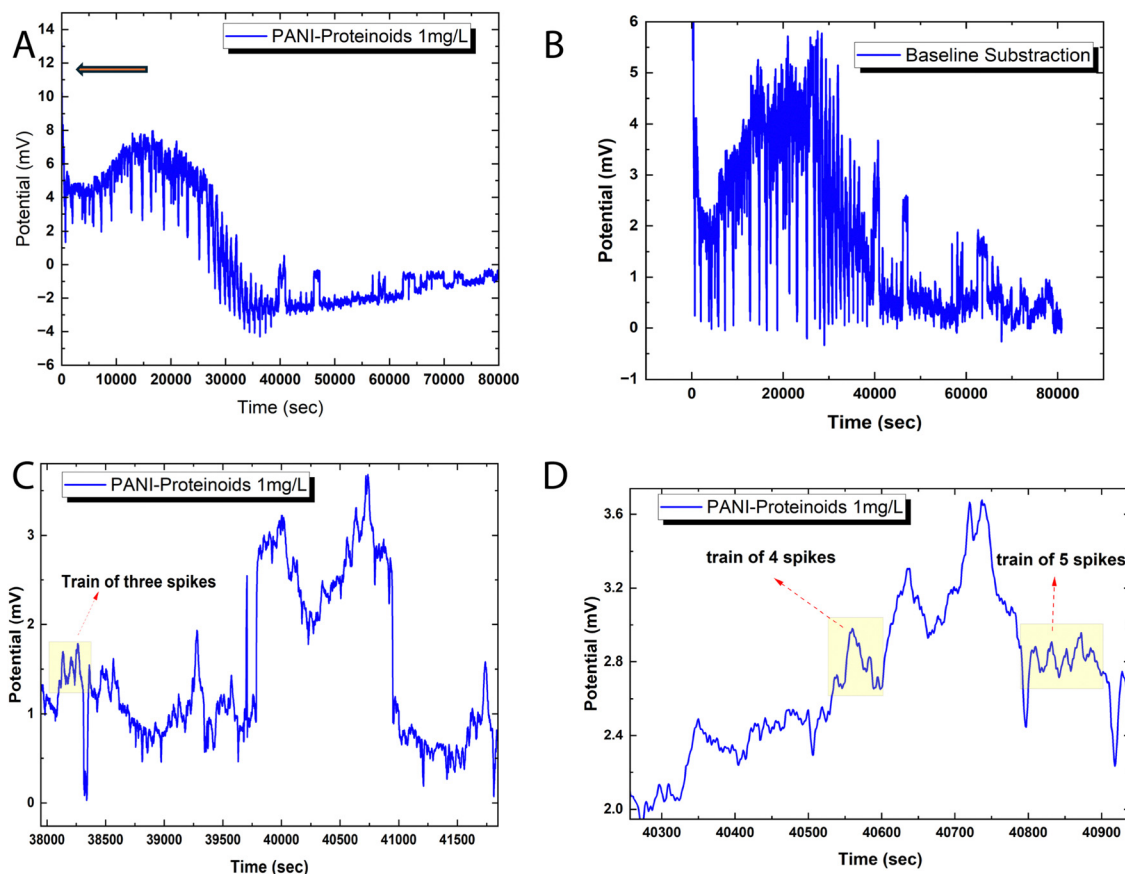 A
PANI-Proteinoids 1mg/L
14
12
10
8
6
4
2
0
−2
−4
−6
Potential (mV)
0 10000 20000 30000 40000 50000 60000 70000 80000
Time (sec)
B
Baseline Substraction
6
5
4
3
2
1
0
−1
Potential (mV)
0 20000 40000 60000 80000
Time (sec)
C
PANI-Proteinoids 1mg/L
Train of three spikes
3
2
1
0
Potential (mV)
38000 38500 39000 39500 40000 40500 41000 41500
Time (sec)
D
PANI-Proteinoids 1mg/L
train of 4 spikes
train of 5 spikes
3.6
3.2
2.8
2.4
2.0
Potential (mV)
40300 40400 40500 40600 40700 40800 40900
Time (sec)